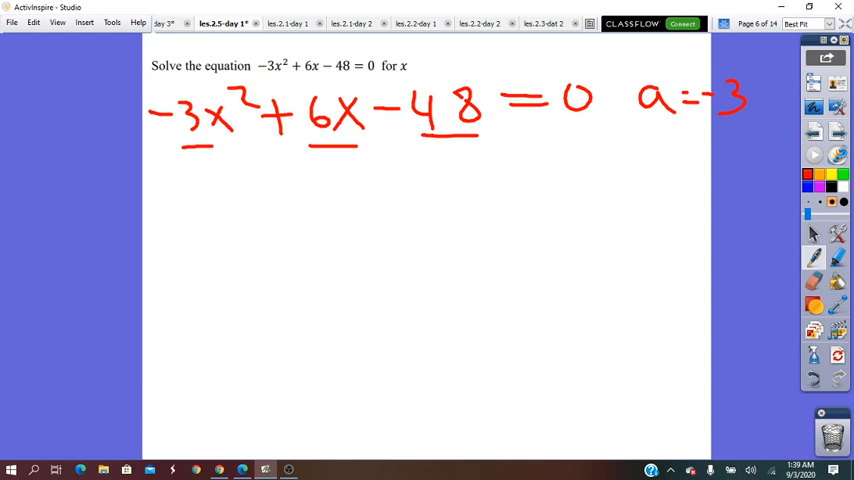 ActivInspire - Studio
File Edit View Insert Tools Help day 3* les.2.5-day 1* les.2.1-day 1 les.2.1-day 2 les.2.2-day 1 les.2.2-day 2 les.2.3-dat 2 CLASSFLOW Connect Page 6 of 14 Best Fit
Solve the equation −3x² + 6x − 48 = 0 for x
-3x²+6x-48=0 a=-3
1:39 AM
9/3/2020